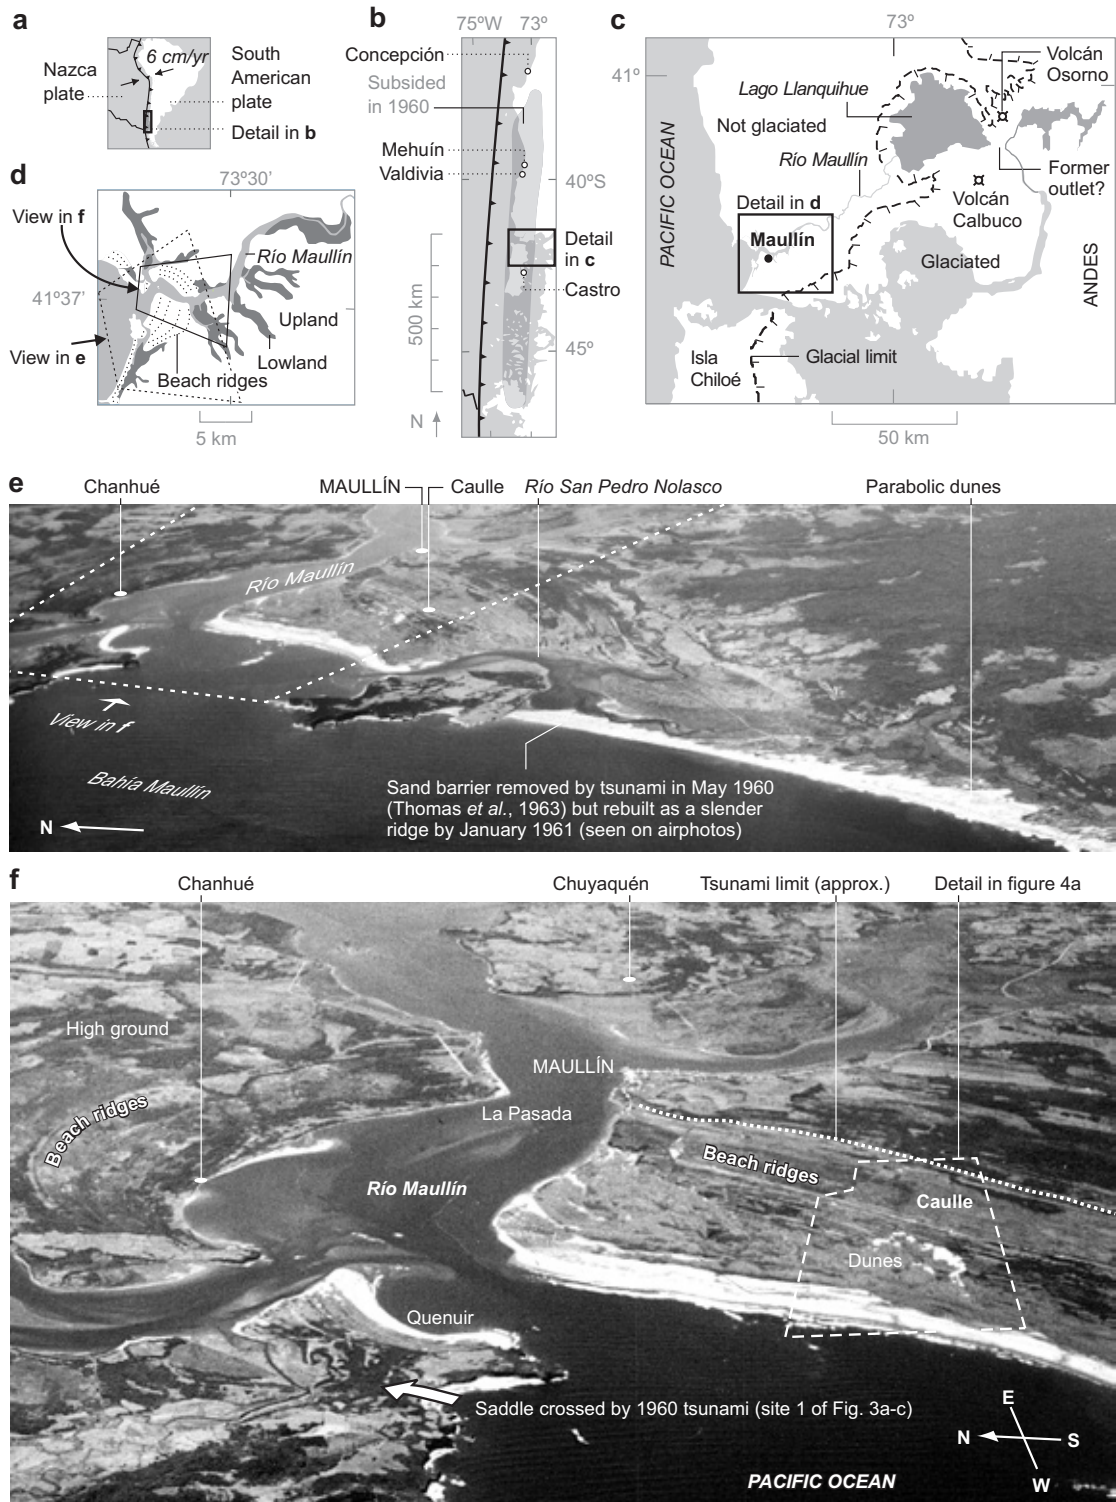 a
6 cm/yr
Nazca
plate
South
American
plate
Detail in b
b
75ºW
73º
Concepción
Subsided
in 1960
Mehuín
Valdivia
40ºS
Detail
in c
Castro
500 km
45º
N
c
73º
41º
Volcán
Osorno
Lago Llanquihue
Not glaciated
Río Maullín
PACIFIC OCEAN
Former
outlet?
Volcán
Calbuco
Detail in d
Maullín
Glaciated
ANDES
Isla
Chiloé
Glacial limit
50 km
d
73º30'
View in f
Río Maullín
41º37'
Upland
View in e
Lowland
Beach ridges
5 km
e
Chanhué
MAULLÍN
Caulle
Río San Pedro Nolasco
Parabolic dunes
Río Maullín
View in f
Bahía Maullín
Sand barrier removed by tsunami in May 1960
(Thomas et al., 1963) but rebuilt as a slender
ridge by January 1961 (seen on airphotos)
N
f
Chanhué
Chuyaquén
Tsunami limit (approx.)
Detail in figure 4a
High ground
MAULLÍN
La Pasada
Beach ridges
Beach ridges
Río Maullín
Caulle
Dunes
Quenuir
Saddle crossed by 1960 tsunami (site 1 of Fig. 3a-c)
E
N
S
W
PACIFIC OCEAN